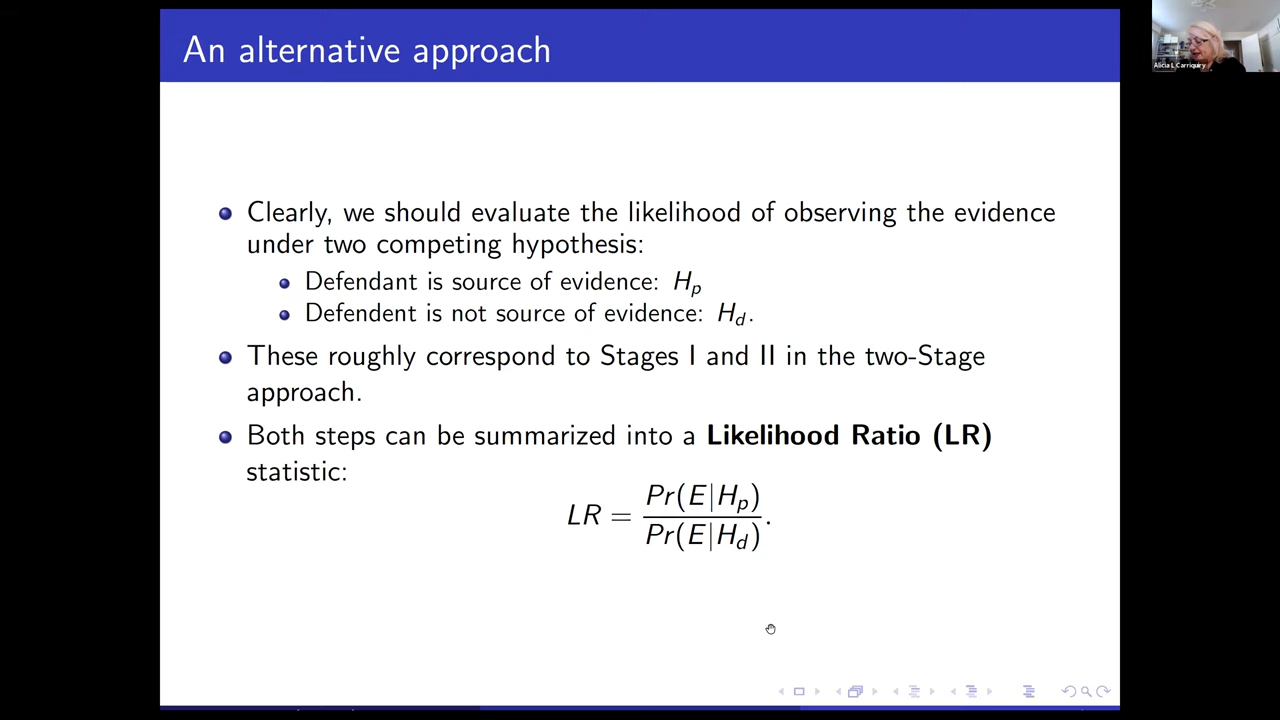 An alternative approach
Alicia L Carriquiry
Clearly, we should evaluate the likelihood of observing the evidence
under two competing hypothesis:
Defendant is source of evidence: H_p
Defendent is not source of evidence: H_d.
These roughly correspond to Stages I and II in the two-Stage
approach.
Both steps can be summarized into a Likelihood Ratio (LR)
statistic:
LR = Pr(E|H_p) / Pr(E|H_d).